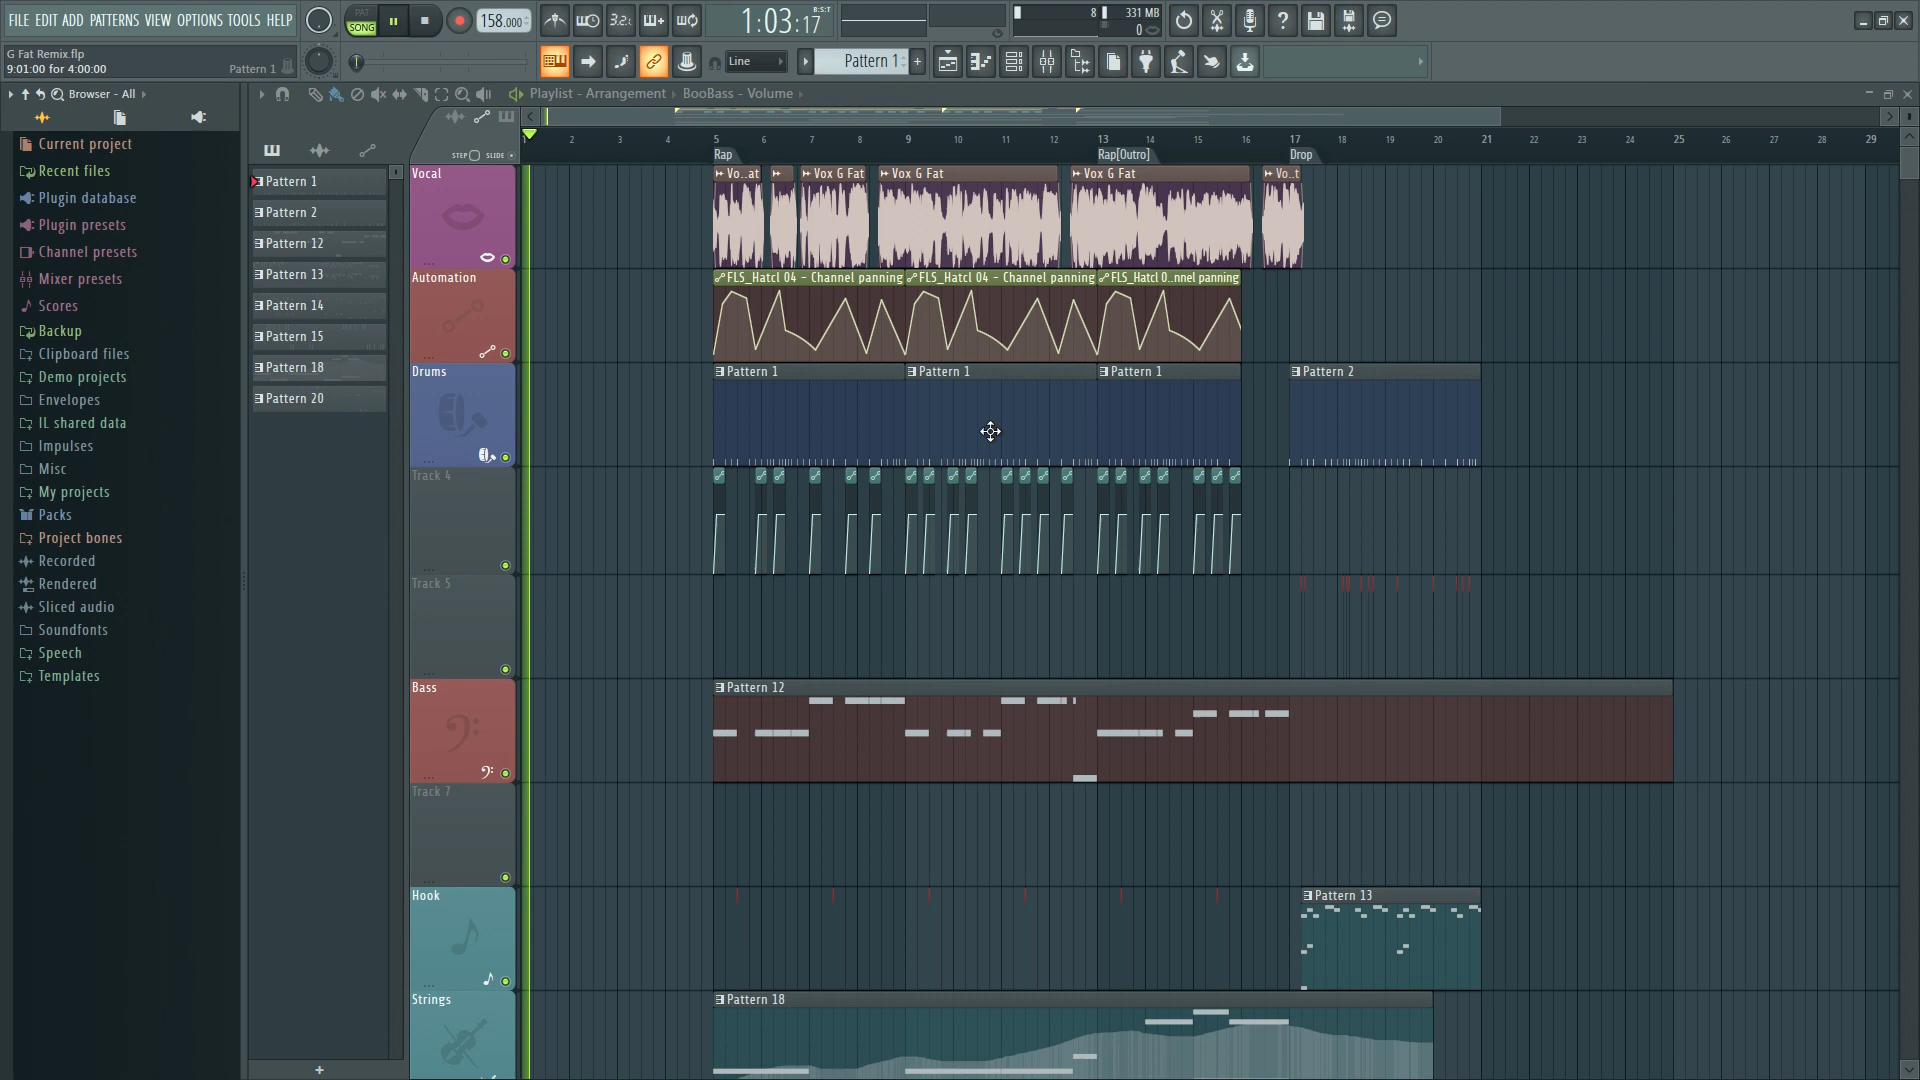 FILE EDIT ADD PATTERNS VIEW OPTIONS TOOLS HELP
PAT
SONG
158.000
3.2
1:03:17
B:S:T
8
331 MB
0
G Fat Remix.flp
9:01:00 for 4:00:00
Pattern 1
Line
Pattern 1
Browser - All
Playlist - Arrangement
BooBass - Volume
Current project
Recent files
Plugin database
Plugin presets
Channel presets
Mixer presets
Scores
Backup
Clipboard files
Demo projects
Envelopes
IL shared data
Impulses
Misc
My projects
Packs
Project bones
Recorded
Rendered
Sliced audio
Soundfonts
Speech
Templates
Pattern 1
Pattern 2
Pattern 12
Pattern 13
Pattern 14
Pattern 15
Pattern 18
Pattern 20
STEP SLIDE
1 2 3 4 5 6 7 8 9 10 11 12 13 14 15 16 17 18 19 20 21 22 23 24 25 26 27 28 29
Rap
Rap[Outro]
Drop
Vocal
Vo..at
Vox G Fat
Vox G Fat
Vox G Fat
Vo..t
Automation
FLS_Hatcl 04 - Channel panning
FLS_Hatcl 04 - Channel panning
FLS_Hatcl 0..nnel panning
Drums
Pattern 1
Pattern 1
Pattern 1
Pattern 2
Track 4
Track 5
Bass
Pattern 12
Track 7
Hook
Pattern 13
Strings
Pattern 18